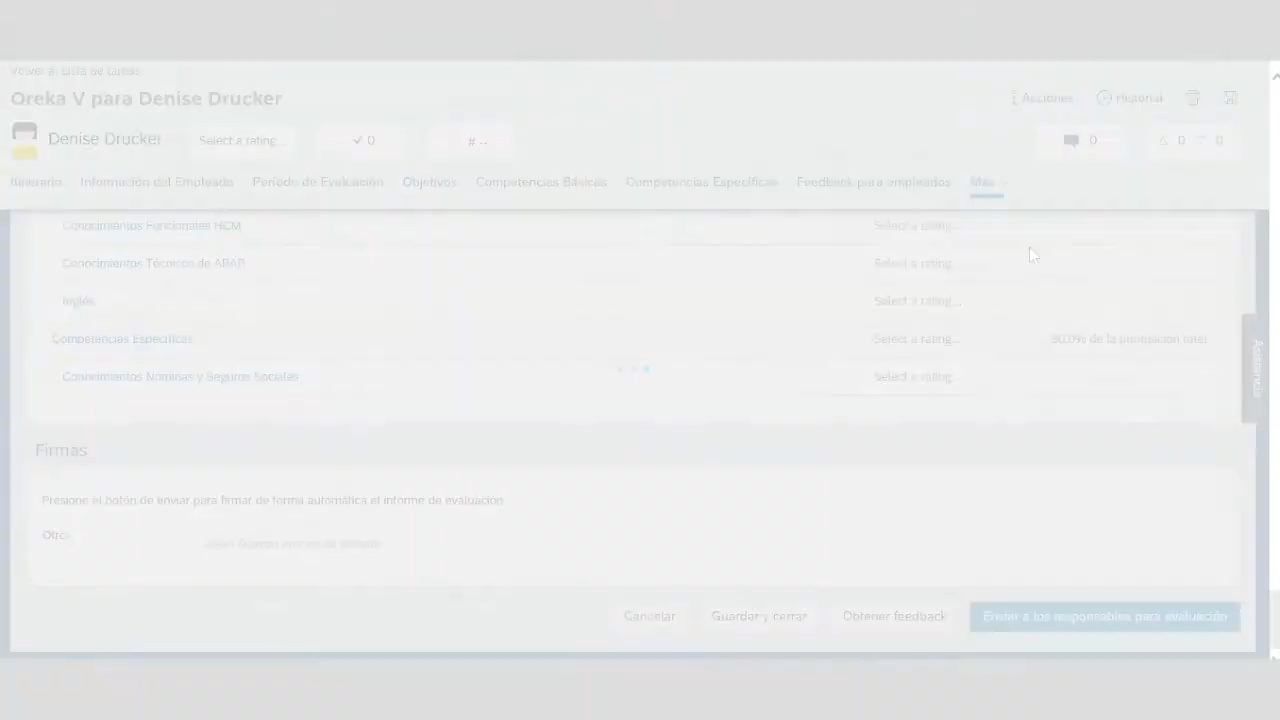 Volver a: Lista de tareas
Oreka V para Denise Drucker
Acciones
Historial
Denise Drucker
Select a rating...
0
# --
0
0
0
Itinerario
Información del Empleado
Período de Evaluación
Objetivos
Competencias Básicas
Competencias Específicas
Feedback para empleados
Más
Conocimientos Funcionales HCM
Select a rating...
Conocimientos Técnicos de ABAP
Select a rating...
Inglés
Select a rating...
Competencias Específicas
Select a rating...
de la puntuación total
Conocimientos Nóminas y Seguros Sociales
Select a rating...
Asistencia
Firmas
Presione el botón de enviar para firmar de forma automática el informe de evaluación
Otro:
Cancelar
Guardar y cerrar
Obtener feedback
Enviar a los responsables para evaluación